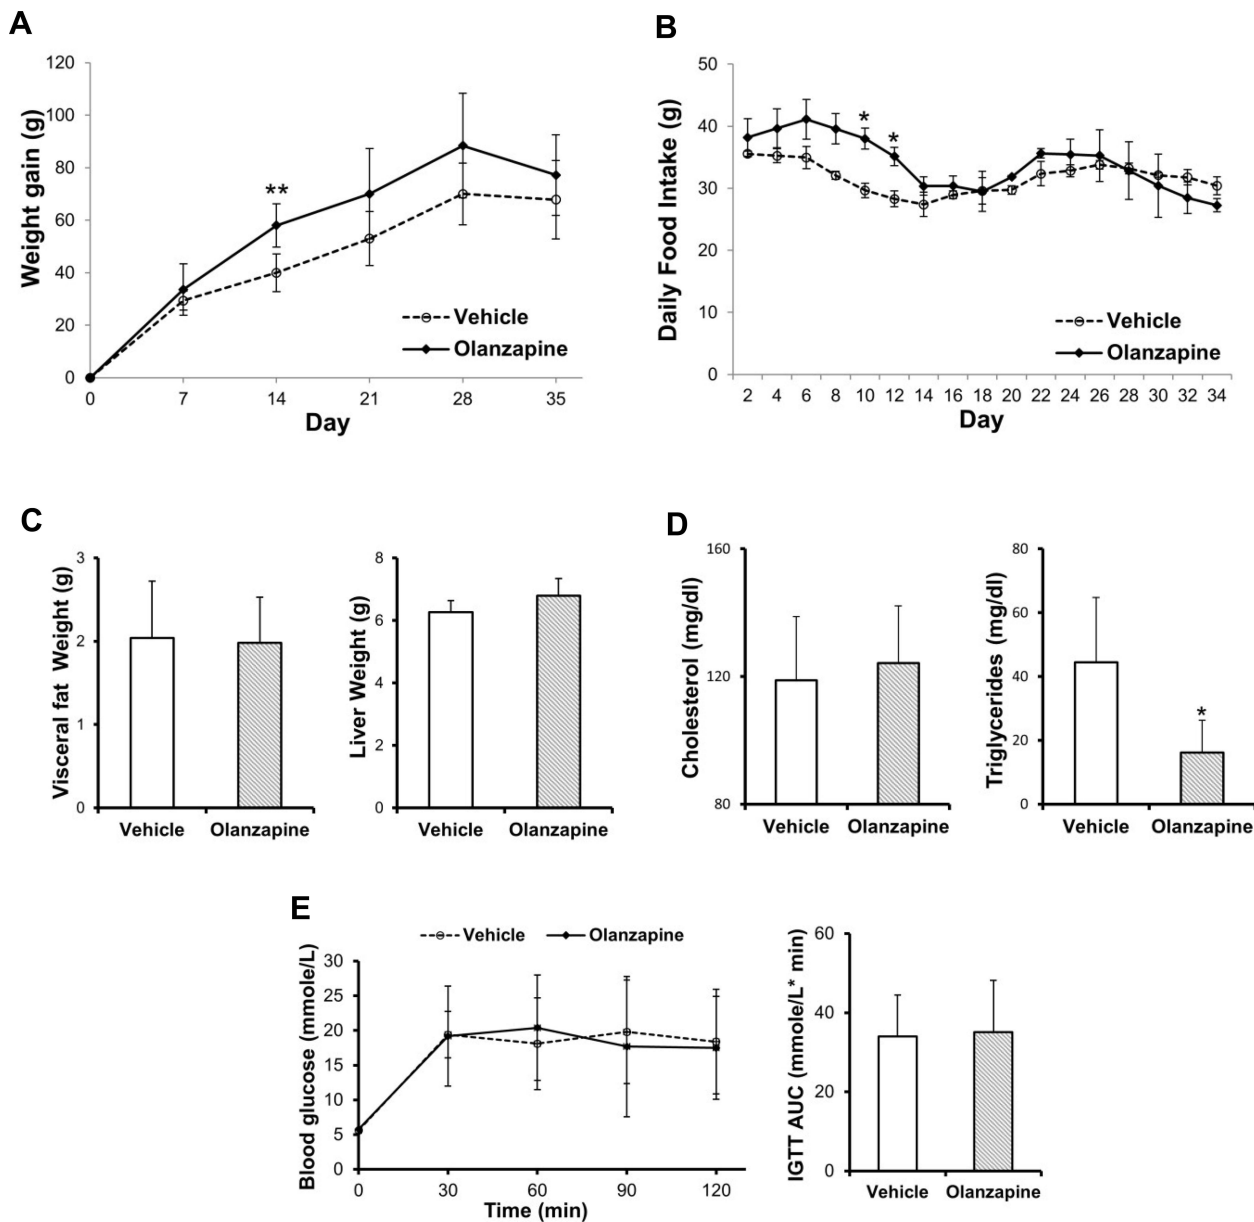 A
Weight gain (g)
120
100
80
60
40
20
0
**
Vehicle
Olanzapine
0 7 14 21 28 35
Day
B
Daily Food Intake (g)
50
40
30
20
10
0
* *
Vehicle
Olanzapine
2 4 6 8 10 12 14 16 18 20 22 24 26 28 30 32 34
Day
C
Visceral fat Weight (g)
3
2
1
0
Vehicle Olanzapine
Liver Weight (g)
8
6
4
2
0
Vehicle Olanzapine
D
Cholesterol (mg/dl)
160
120
80
Vehicle Olanzapine
Triglycerides (mg/dl)
80
60
40
20
0
*
Vehicle Olanzapine
E
Vehicle Olanzapine
Blood glucose (mmole/L)
30
25
20
15
10
5
0
0 30 60 90 120
Time (min)
IGTT AUC (mmole/L* min)
60
40
20
0
Vehicle Olanzapine